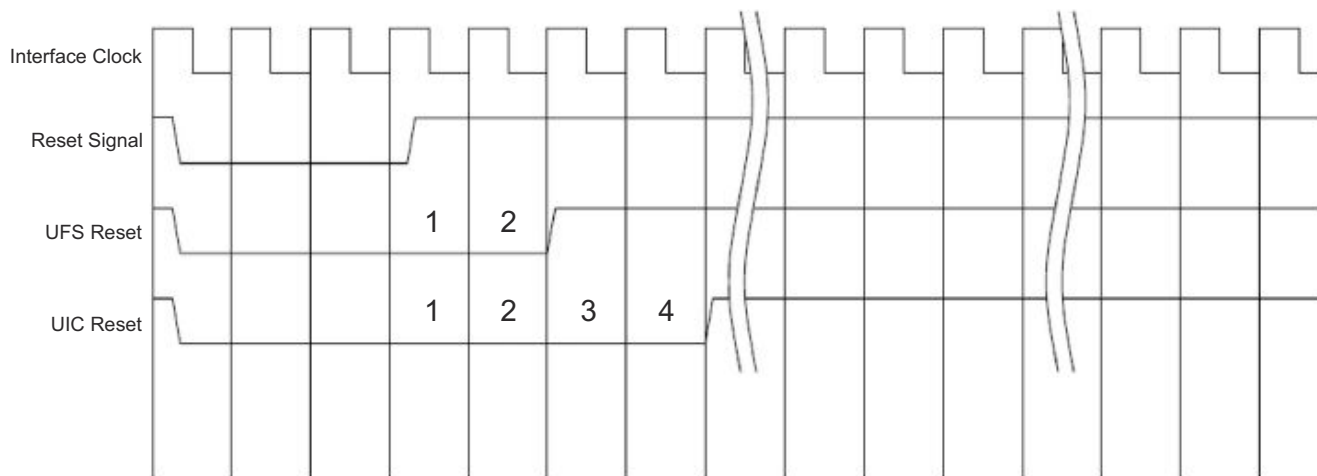 Interface Clock
Reset Signal
UFS Reset
1 2
UIC Reset
1 2 3 4